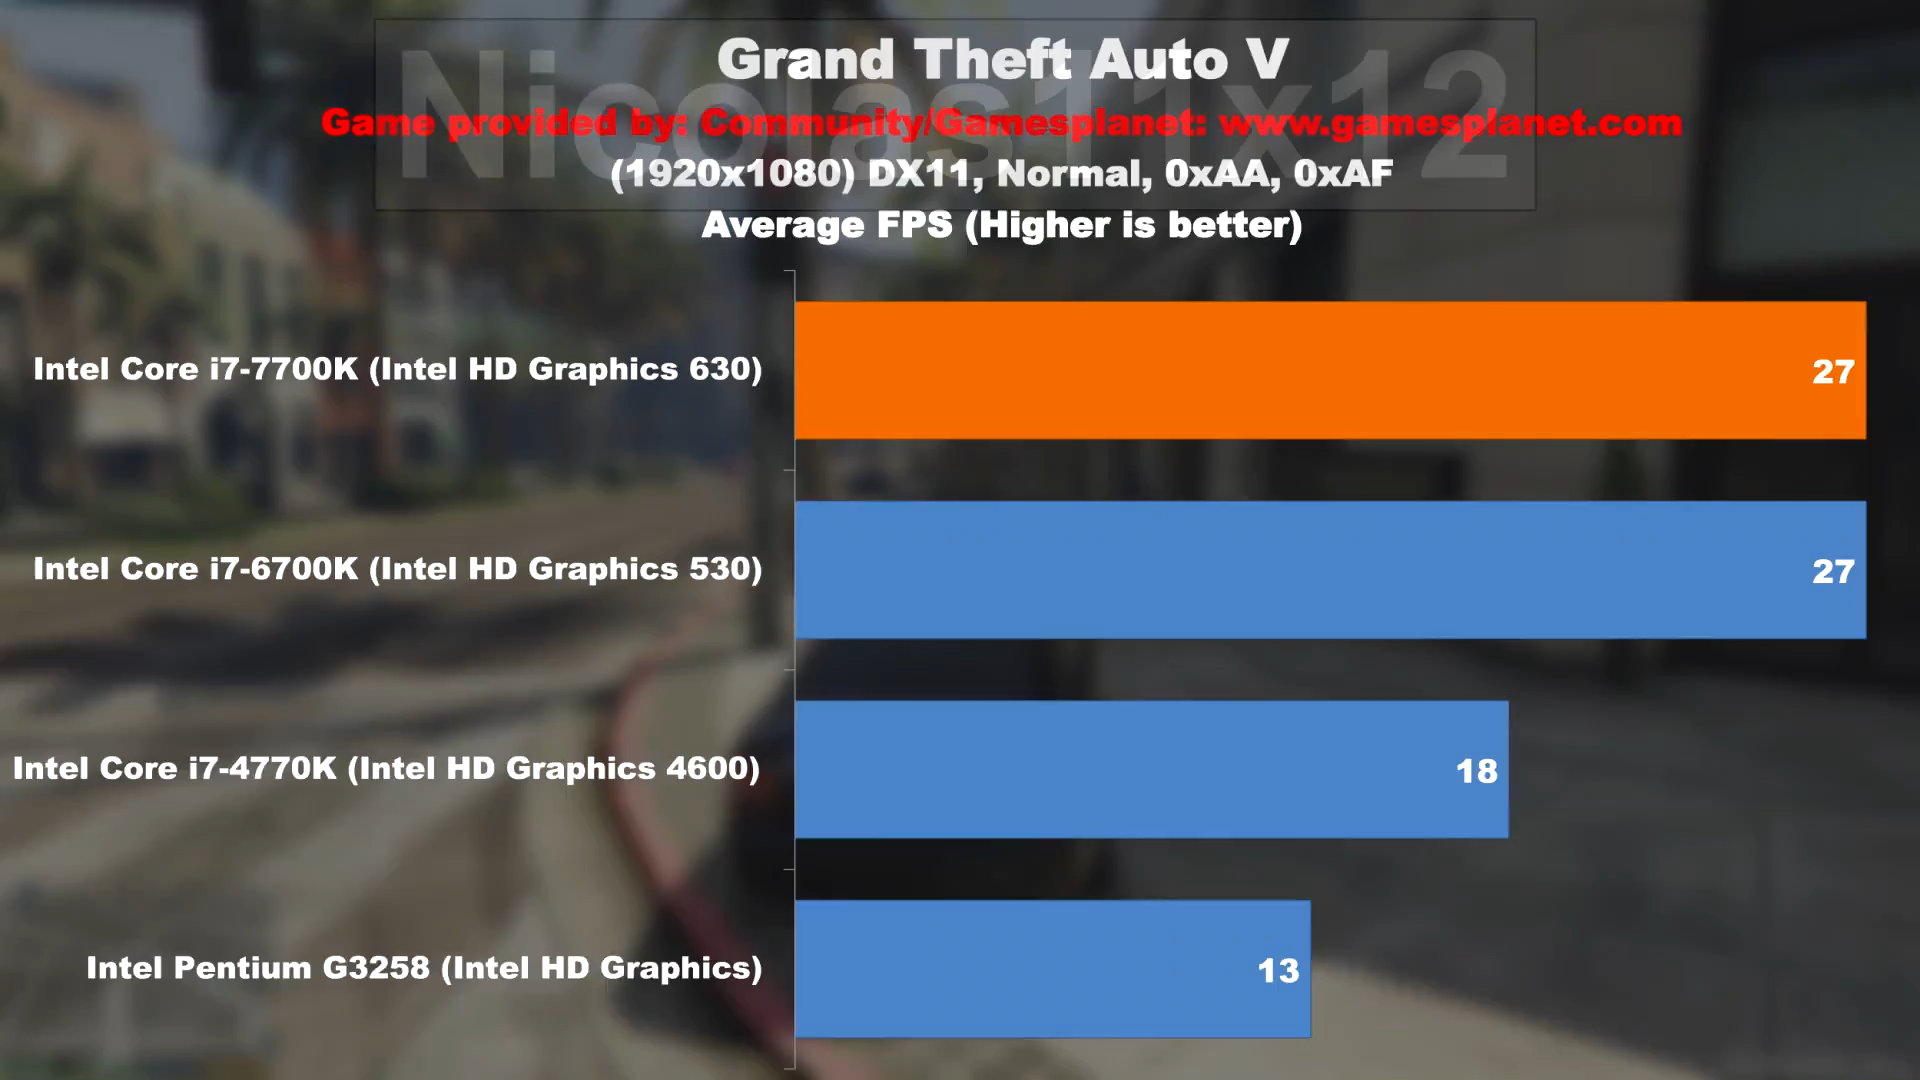 Nicolas11x12
Grand Theft Auto V
Game provided by: Community/Gamesplanet: www.gamesplanet.com
(1920x1080) DX11, Normal, 0xAA, 0xAF
Average FPS (Higher is better)
Intel Core i7-7700K (Intel HD Graphics 630)
27
Intel Core i7-6700K (Intel HD Graphics 530)
27
Intel Core i7-4770K (Intel HD Graphics 4600)
18
Intel Pentium G3258 (Intel HD Graphics)
13